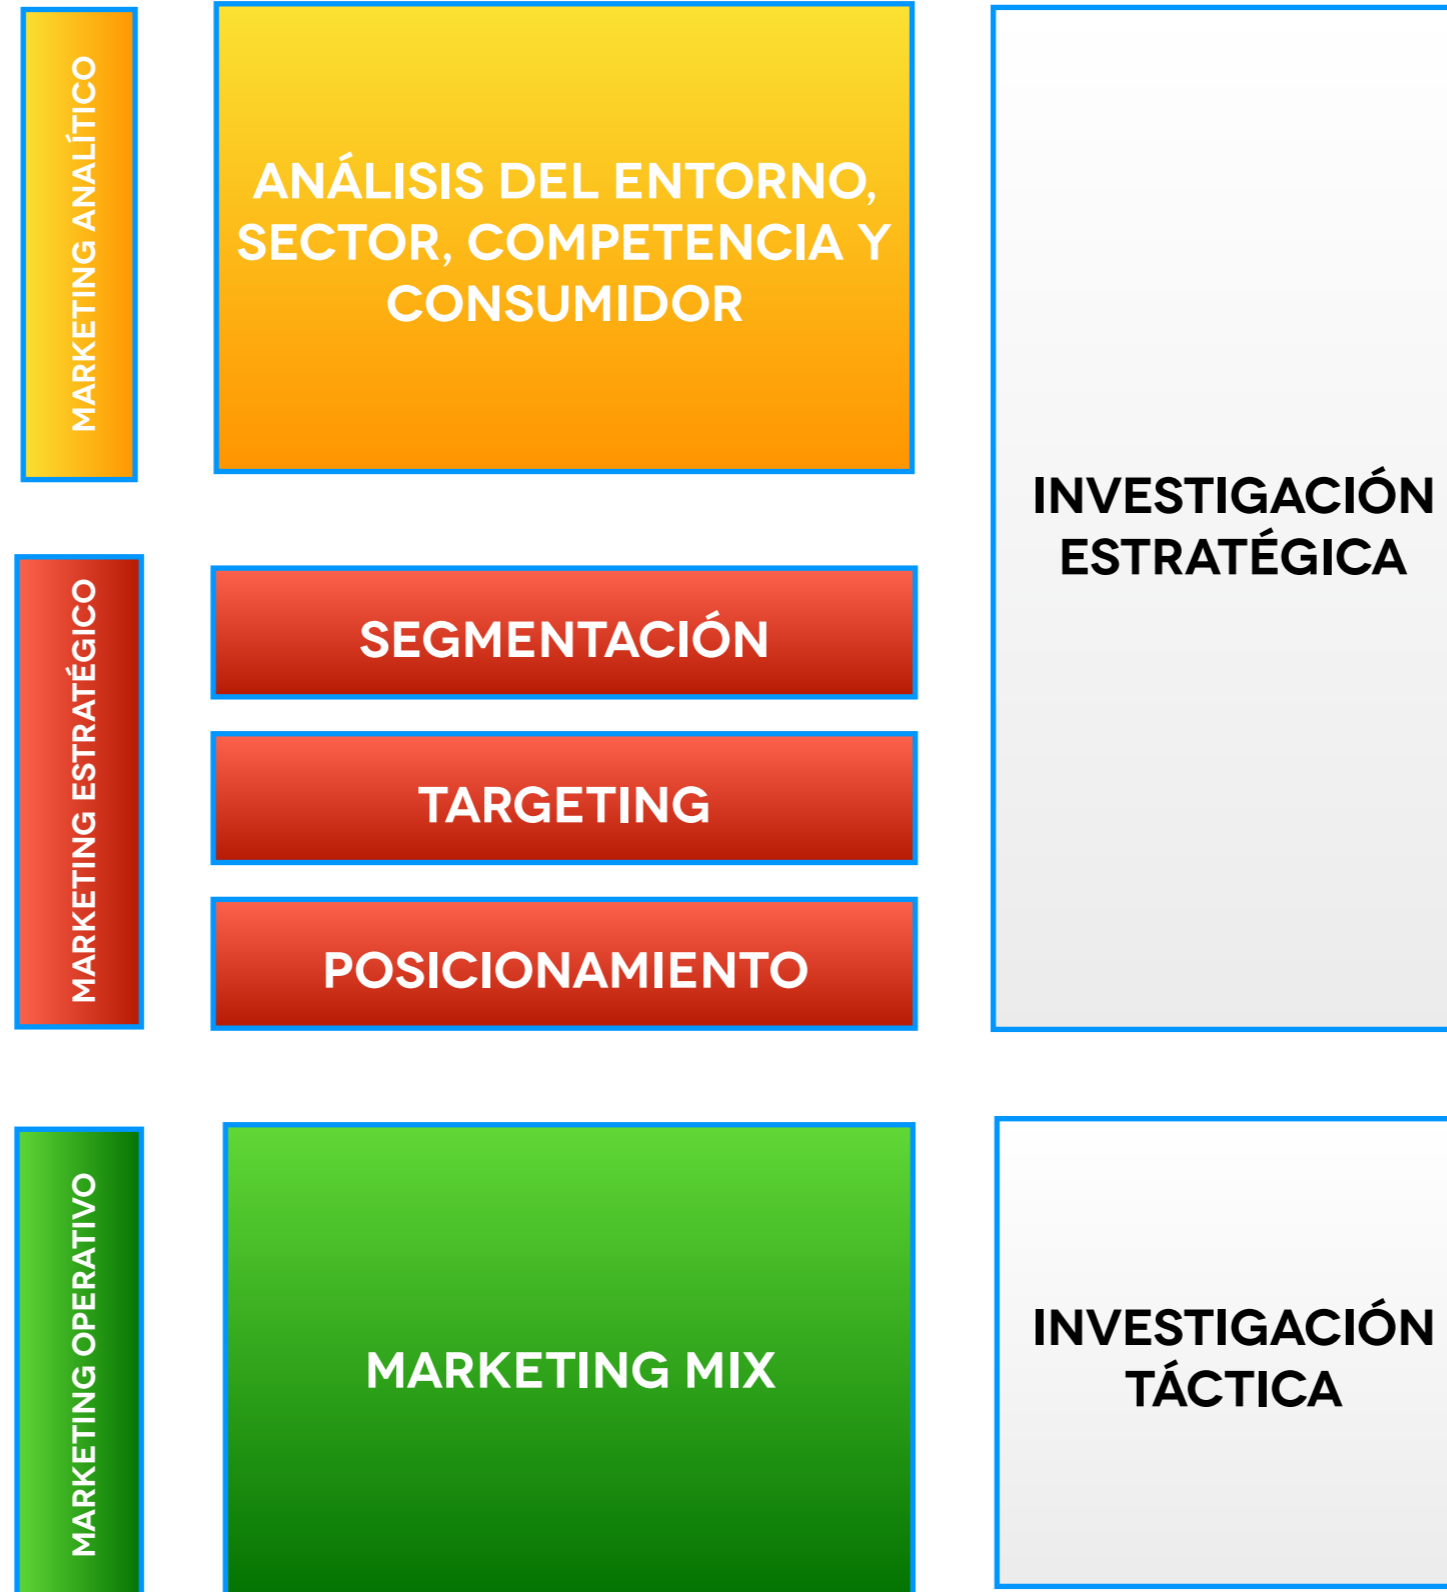 MARKETING ANALÍTICO
ANÁLISIS DEL ENTORNO,
SECTOR, COMPETENCIA Y
CONSUMIDOR
INVESTIGACIÓN
ESTRATÉGICA
MARKETING ESTRATÉGICO
SEGMENTACIÓN
TARGETING
POSICIONAMIENTO
MARKETING OPERATIVO
MARKETING MIX
INVESTIGACIÓN
TÁCTICA